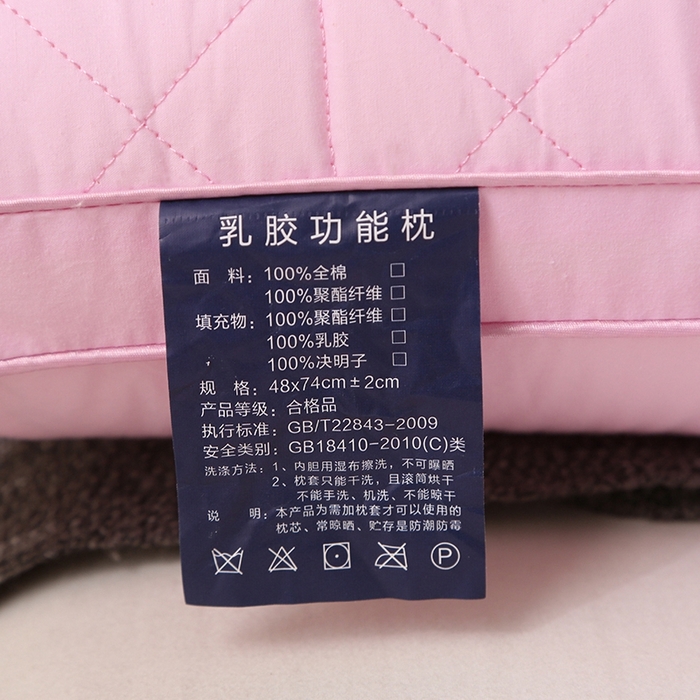 乳胶功能枕
面 料：100%全棉 □
100%聚酯纤维 □
填充物：100%聚酯纤维 □
100%乳胶 □
100%决明子 □
规 格：48x74cm±2cm
产品等级：合格品
执行标准：GB/T22843-2009
安全类别：GB18410-2010(C)类
洗涤方法：1、内胆用湿布擦洗，不可曝晒
2、枕套只能干洗，且滚筒烘干
不能手洗、机洗、不能晾干
说 明：本产品为需加枕套才可以使用的
枕芯、常晾晒、贮存是防潮防霉
P